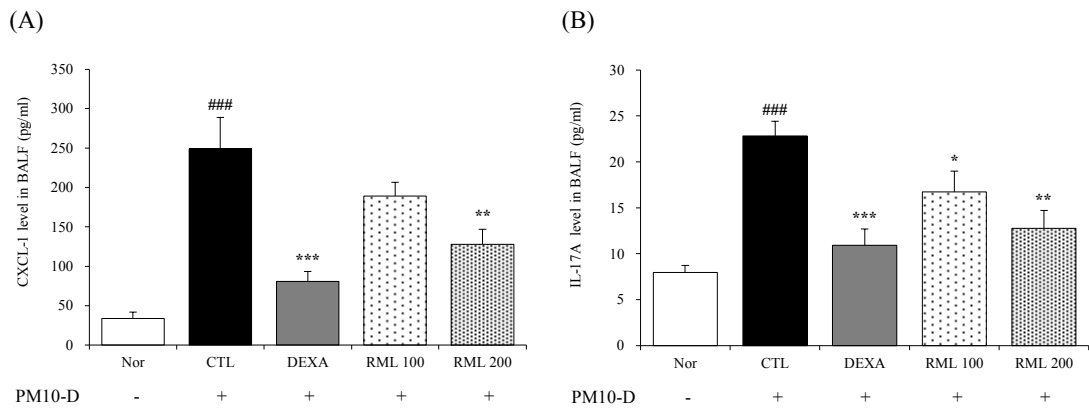 (A)
CXCL-1 level in BALF (pg/ml)
350
300
250
200
150
100
50
0
###
***
**
Nor CTL DEXA RML 100 RML 200
PM10-D - + + + +
(B)
IL-17A level in BALF (pg/ml)
30
25
20
15
10
5
0
###
***
*
**
Nor CTL DEXA RML 100 RML 200
PM10-D - + + + +